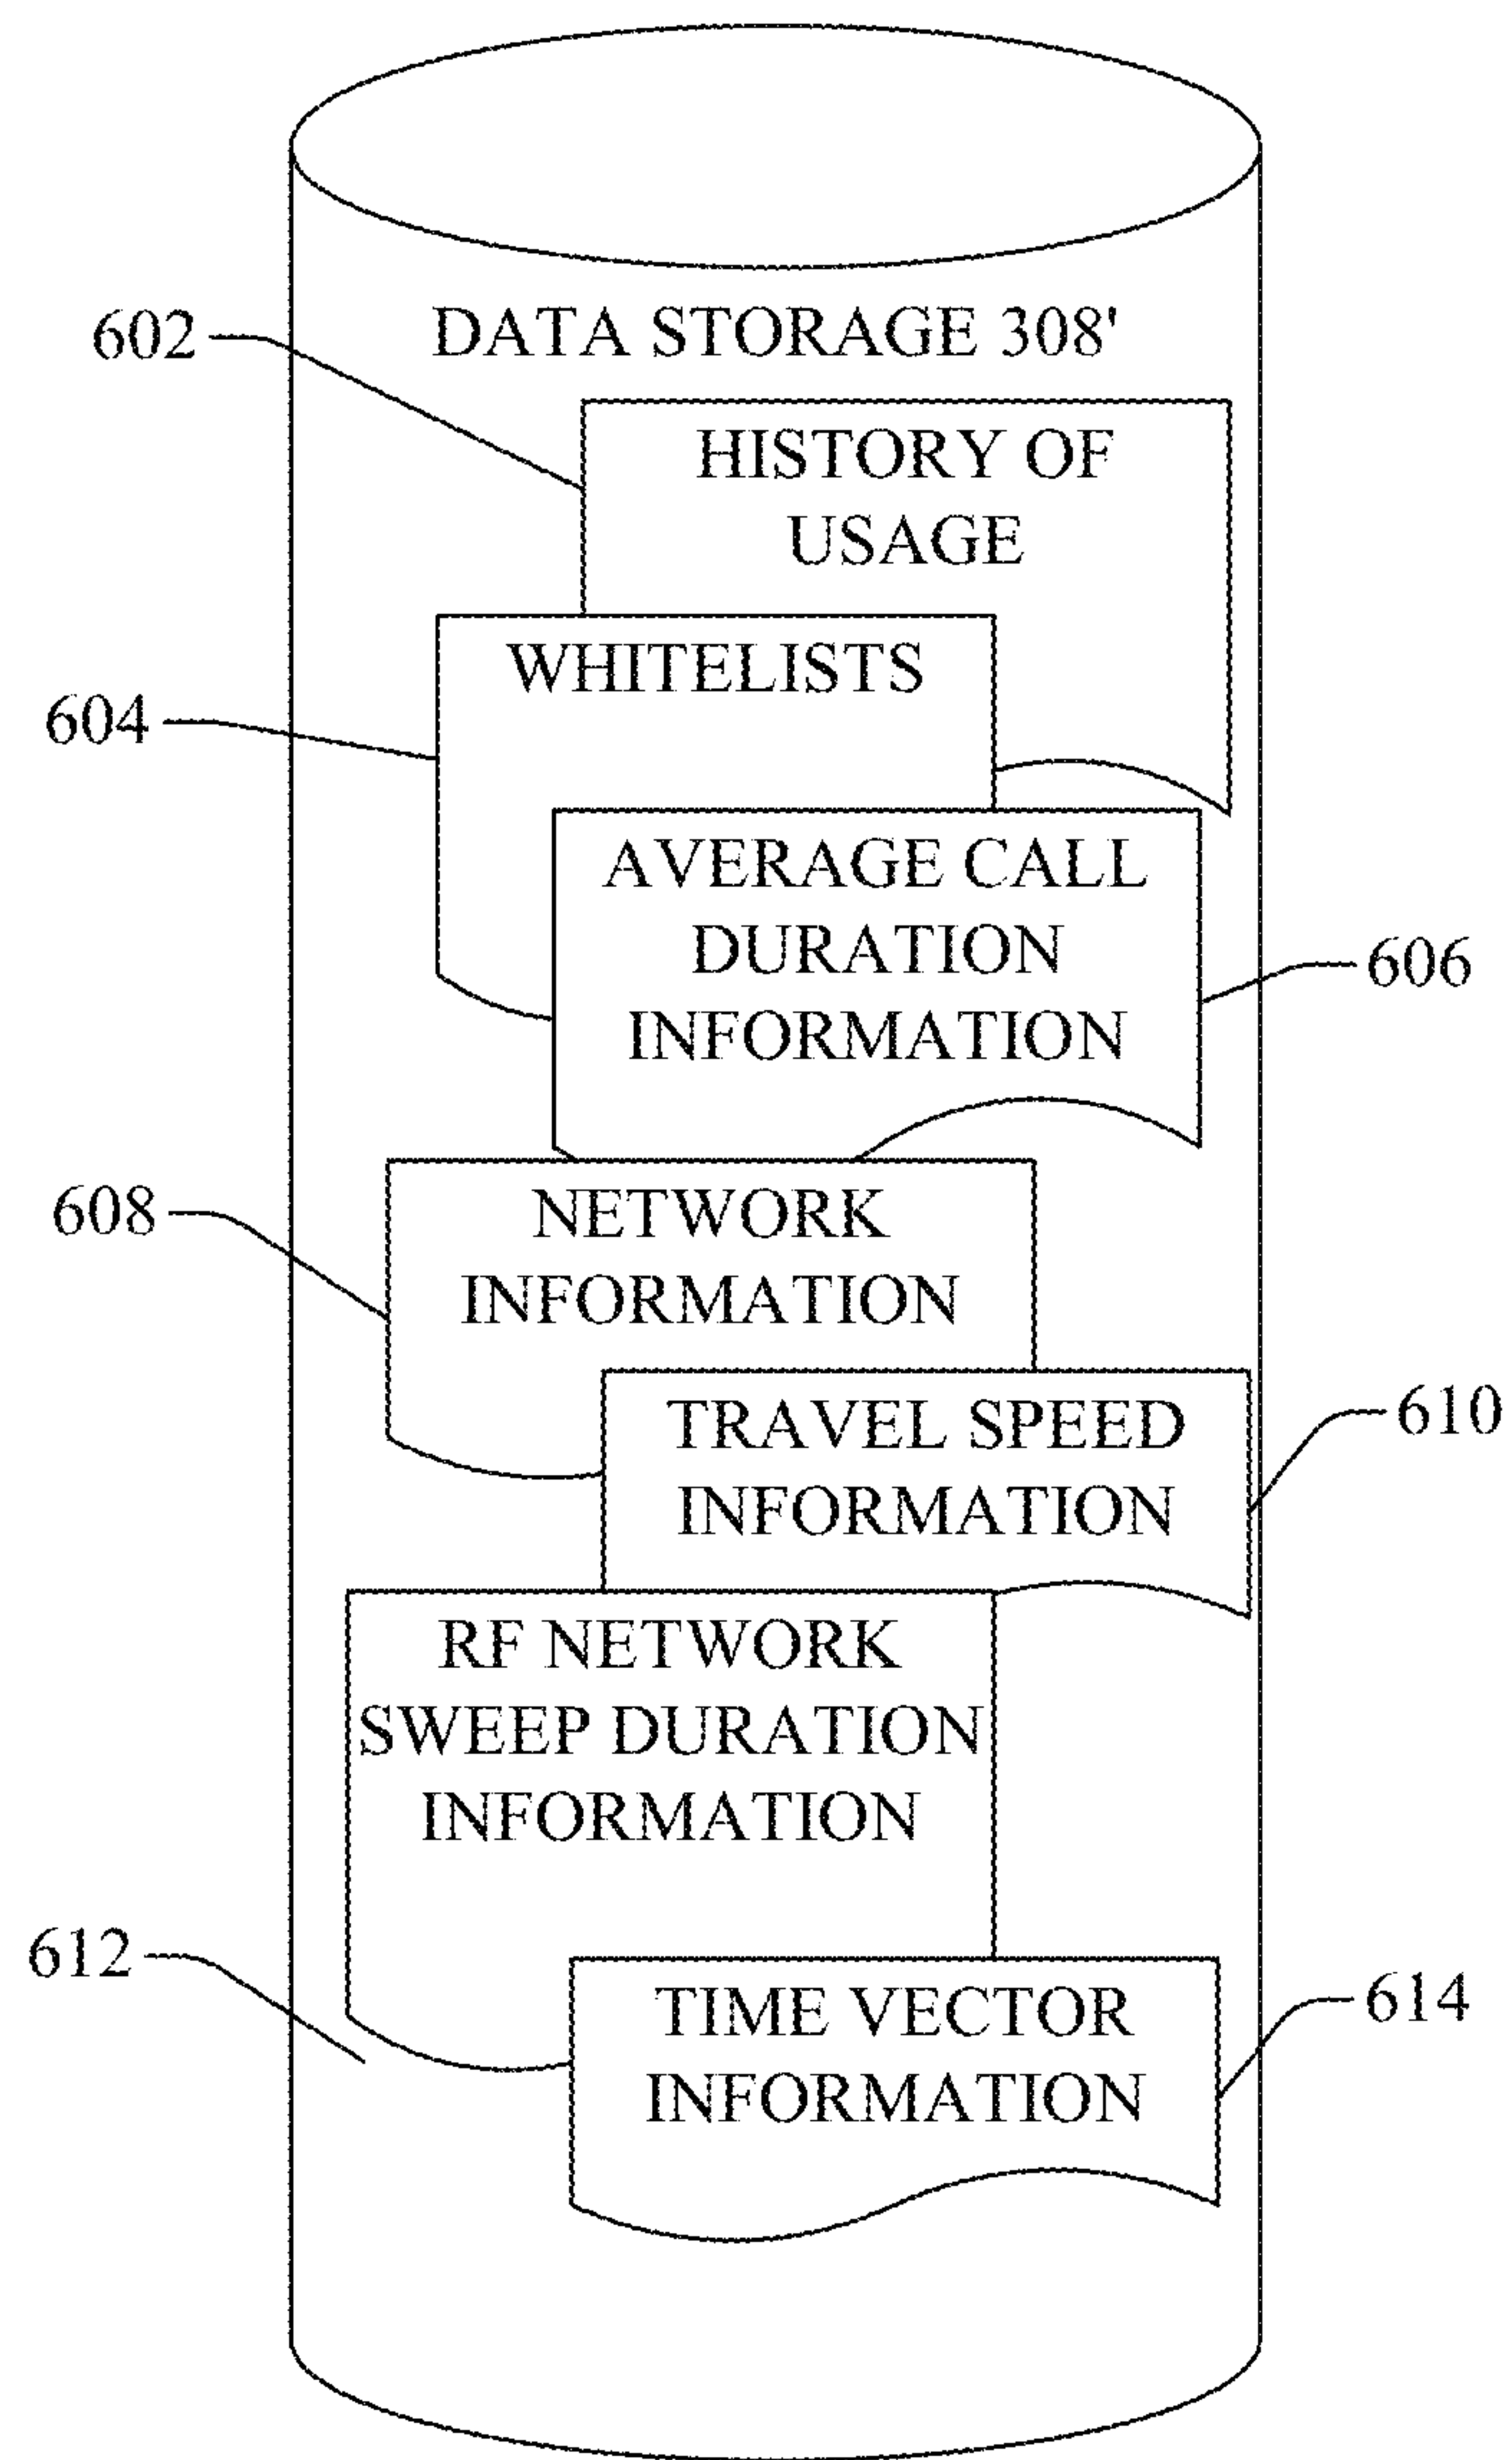 DATA STORAGE 308'
602
HISTORY OF
USAGE
WHITELISTS
604
AVERAGE CALL
DURATION
INFORMATION
606
NETWORK
INFORMATION
608
TRAVEL SPEED
INFORMATION
610
RF NETWORK
SWEEP DURATION
INFORMATION
612
TIME VECTOR
INFORMATION
614